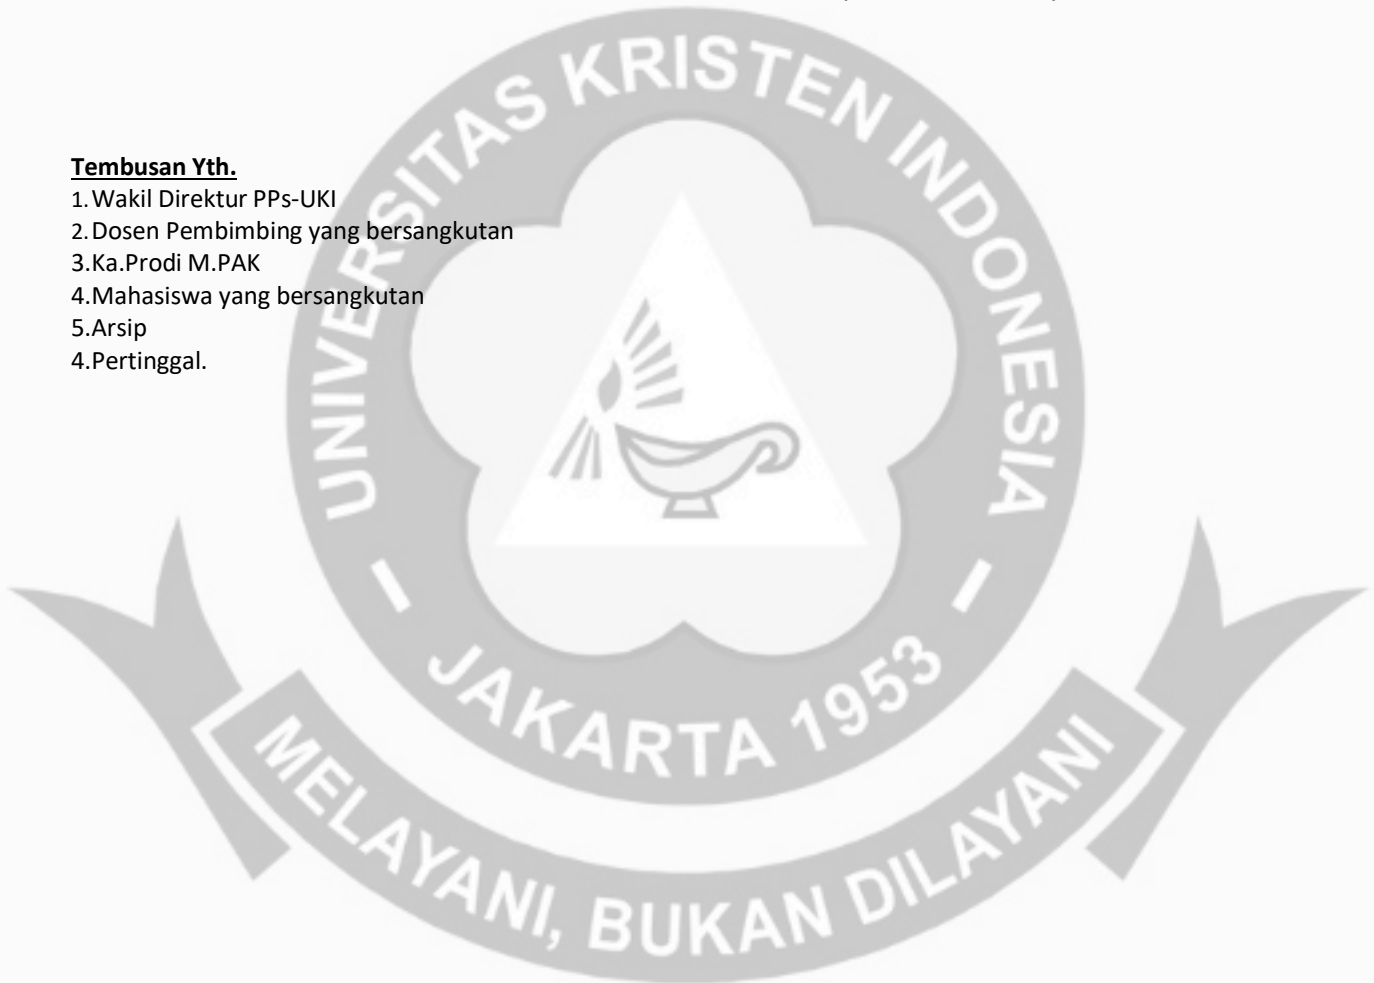 Tembusan Yth.
1.Wakil Direktur PPs-UKI
2.Dosen Pembimbing yang bersangkutan
3.Ka.Prodi M.PAK
4.Mahasiswa yang bersangkutan
5.Arsip
4.Pertinggal.
UNIVERSITAS KRISTEN INDONESIA
JAKARTA 1953
MELAYANI, BUKAN DILAYANI